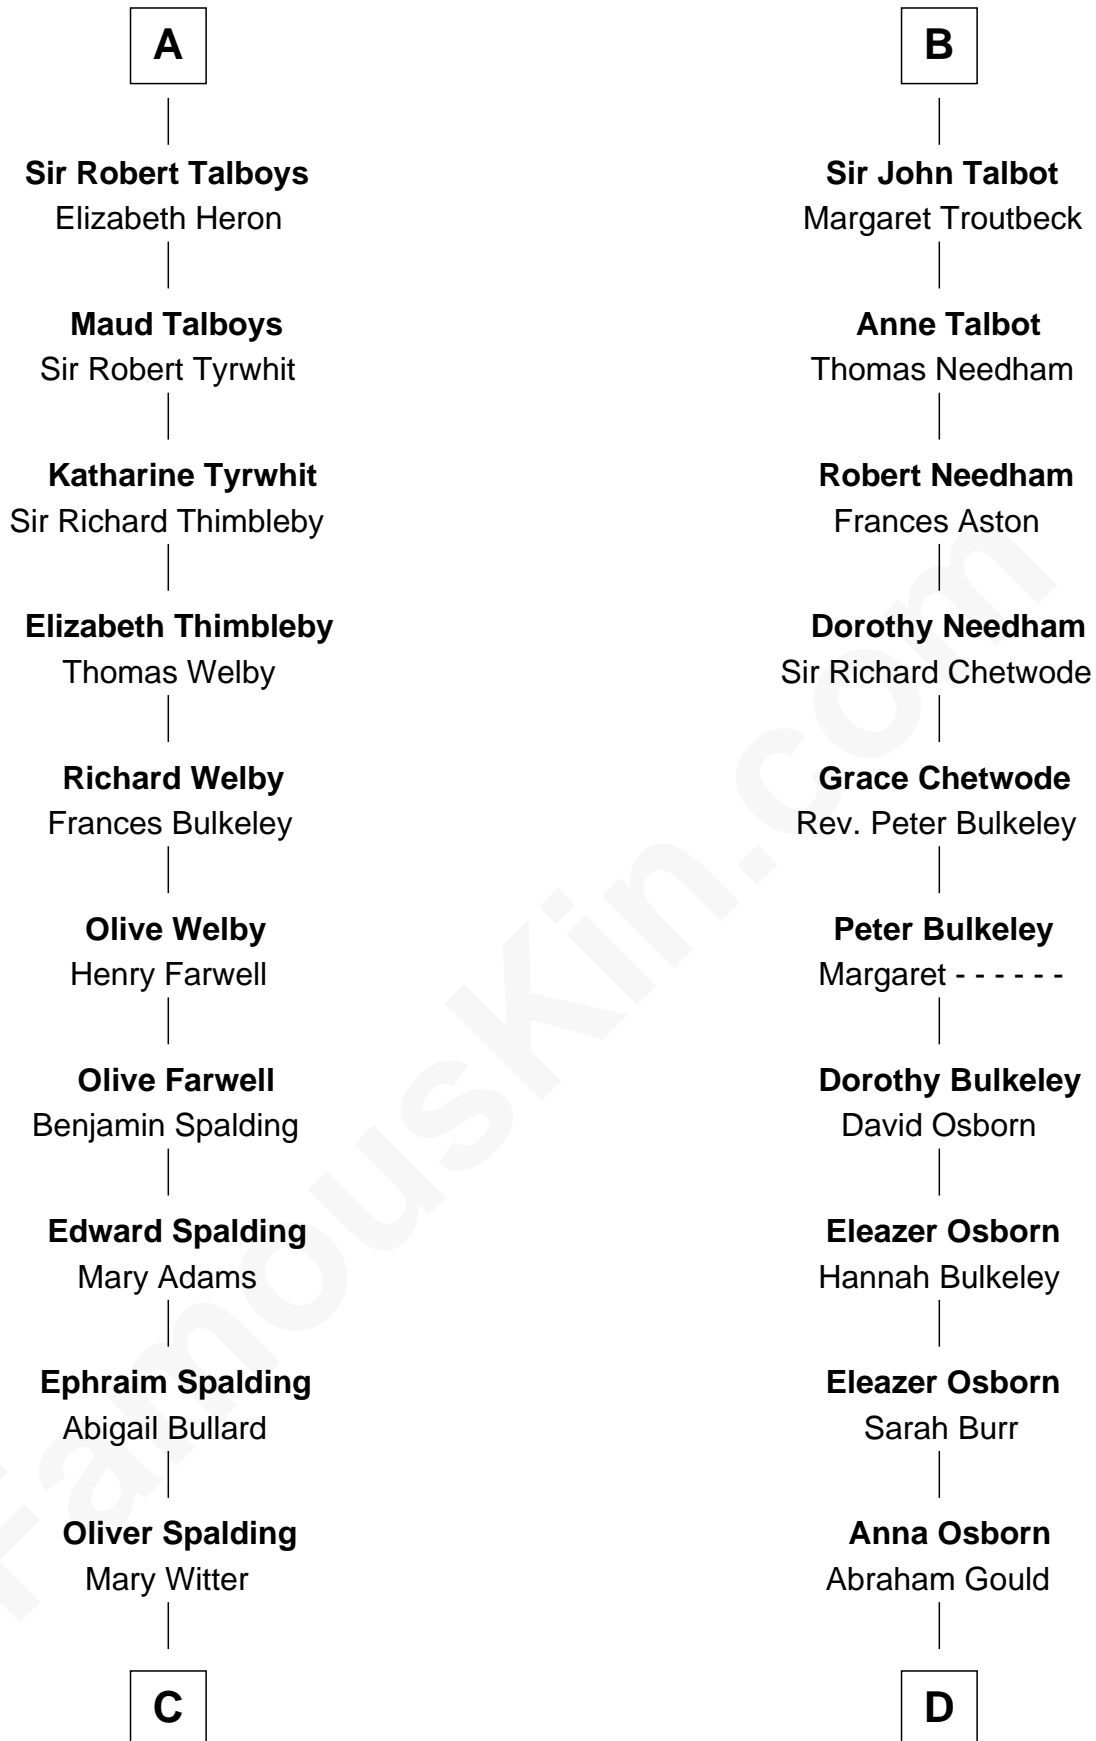 A
Sir Robert Talboys
Elizabeth Heron
Maud Talboys
Sir Robert Tyrwhit
Katharine Tyrwhit
Sir Richard Thimbleby
Elizabeth Thimbleby
Thomas Welby
Richard Welby
Frances Bulkeley
Olive Welby
Henry Farwell
Olive Farwell
Benjamin Spalding
Edward Spalding
Mary Adams
Ephraim Spalding
Abigail Bullard
Oliver Spalding
Mary Witter
C
B
Sir John Talbot
Margaret Troutbeck
Anne Talbot
Thomas Needham
Robert Needham
Frances Aston
Dorothy Needham
Sir Richard Chetwode
Grace Chetwode
Rev. Peter Bulkeley
Peter Bulkeley
Margaret - - - - - -
Dorothy Bulkeley
David Osborn
Eleazer Osborn
Hannah Bulkeley
Eleazer Osborn
Sarah Burr
Anna Osborn
Abraham Gould
D
FamousKin.com